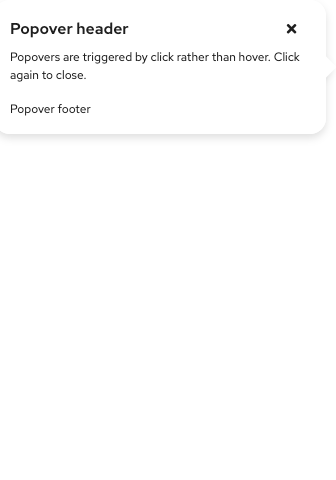 Popover header
Popovers are triggered by click rather than hover. Click
again to close.
Popover footer